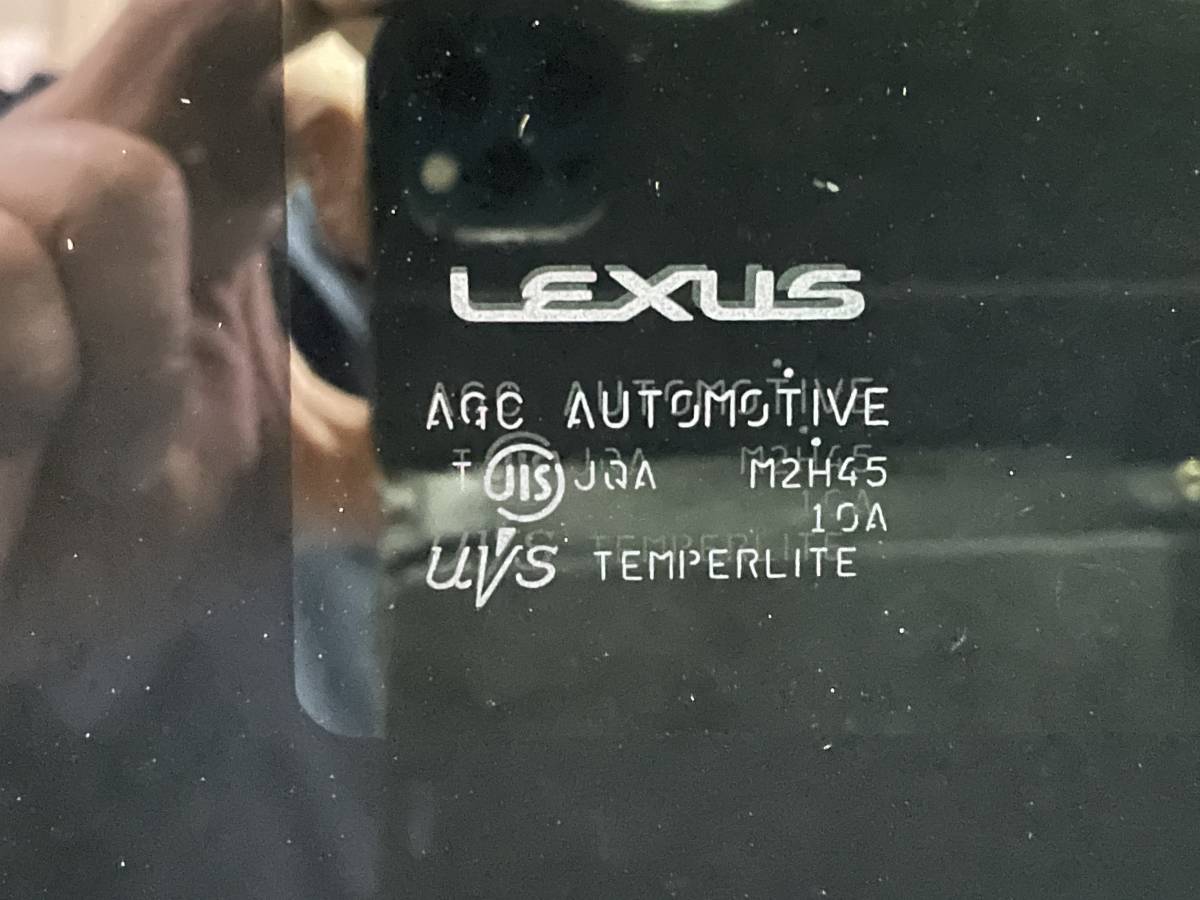 LEXUS
AGC AUTOMOTIVE
T JIS JQA M2H45
10A
UVS TEMPERLITE